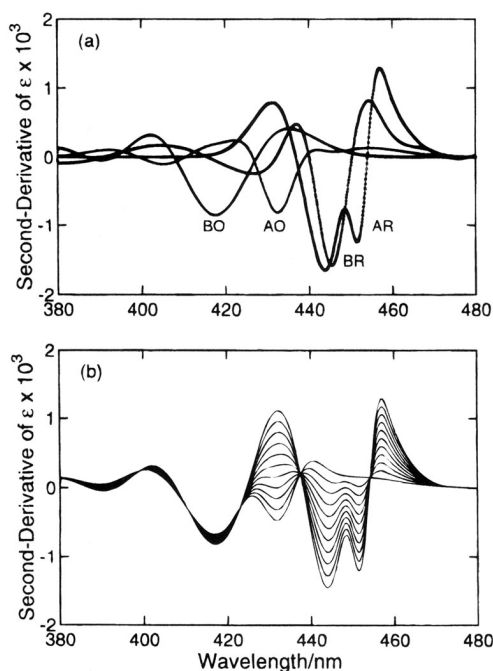 (a)
Second-Derivative of ε x 10³
2
1
0
-1
-2
BO
AO
BR
AR
380
400
420
440
460
480
(b)
Second-Derivative of ε x 10³
2
1
0
-1
-2
380
400
420
440
460
480
Wavelength/nm